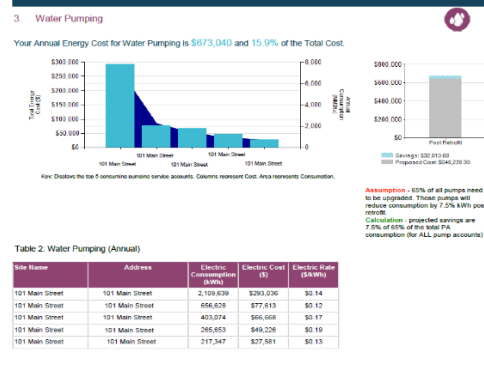 3 Water Pumping
Your Annual Energy Cost for Water Pumping is $673,040 and 15.9% of the Total Cost.
$300,000
$250,000
$200,000
$150,000
$100,000
$50,000
$0
Total Energy Cost ($)
8,000
6,000
4,000
2,000
0
Annual Consumption
101 Main Street
101 Main Street
101 Main Street
101 Main Street
101 Main Street
Key: Displays the top 5 consuming service accounts. Columns represent Cost. Area represents Consumption.
$800,000
$600,000
$400,000
$200,000
$0
Post Retrofit
Savings: $32,810.00
Proposed Cost: $640,228.00
Assumption - 65% of all pumps need
to be upgraded. Those pumps will
reduce consumption by 7.5% kWh pos
retrofit.
Calculation - projected savings are
7.5% of 65% of the total PA
consumption (for ALL pump accounts)
Table 2: Water Pumping (Annual)
Site Name Address Electric Consumption (kWh) Electric Cost ($) Electric Rate ($/kWh)
101 Main Street 101 Main Street 2,109,639 $293,036 $0.14
101 Main Street 101 Main Street 656,628 $77,613 $0.12
101 Main Street 101 Main Street 403,074 $66,668 $0.17
101 Main Street 101 Main Street 265,653 $49,226 $0.19
101 Main Street 101 Main Street 217,347 $27,581 $0.13